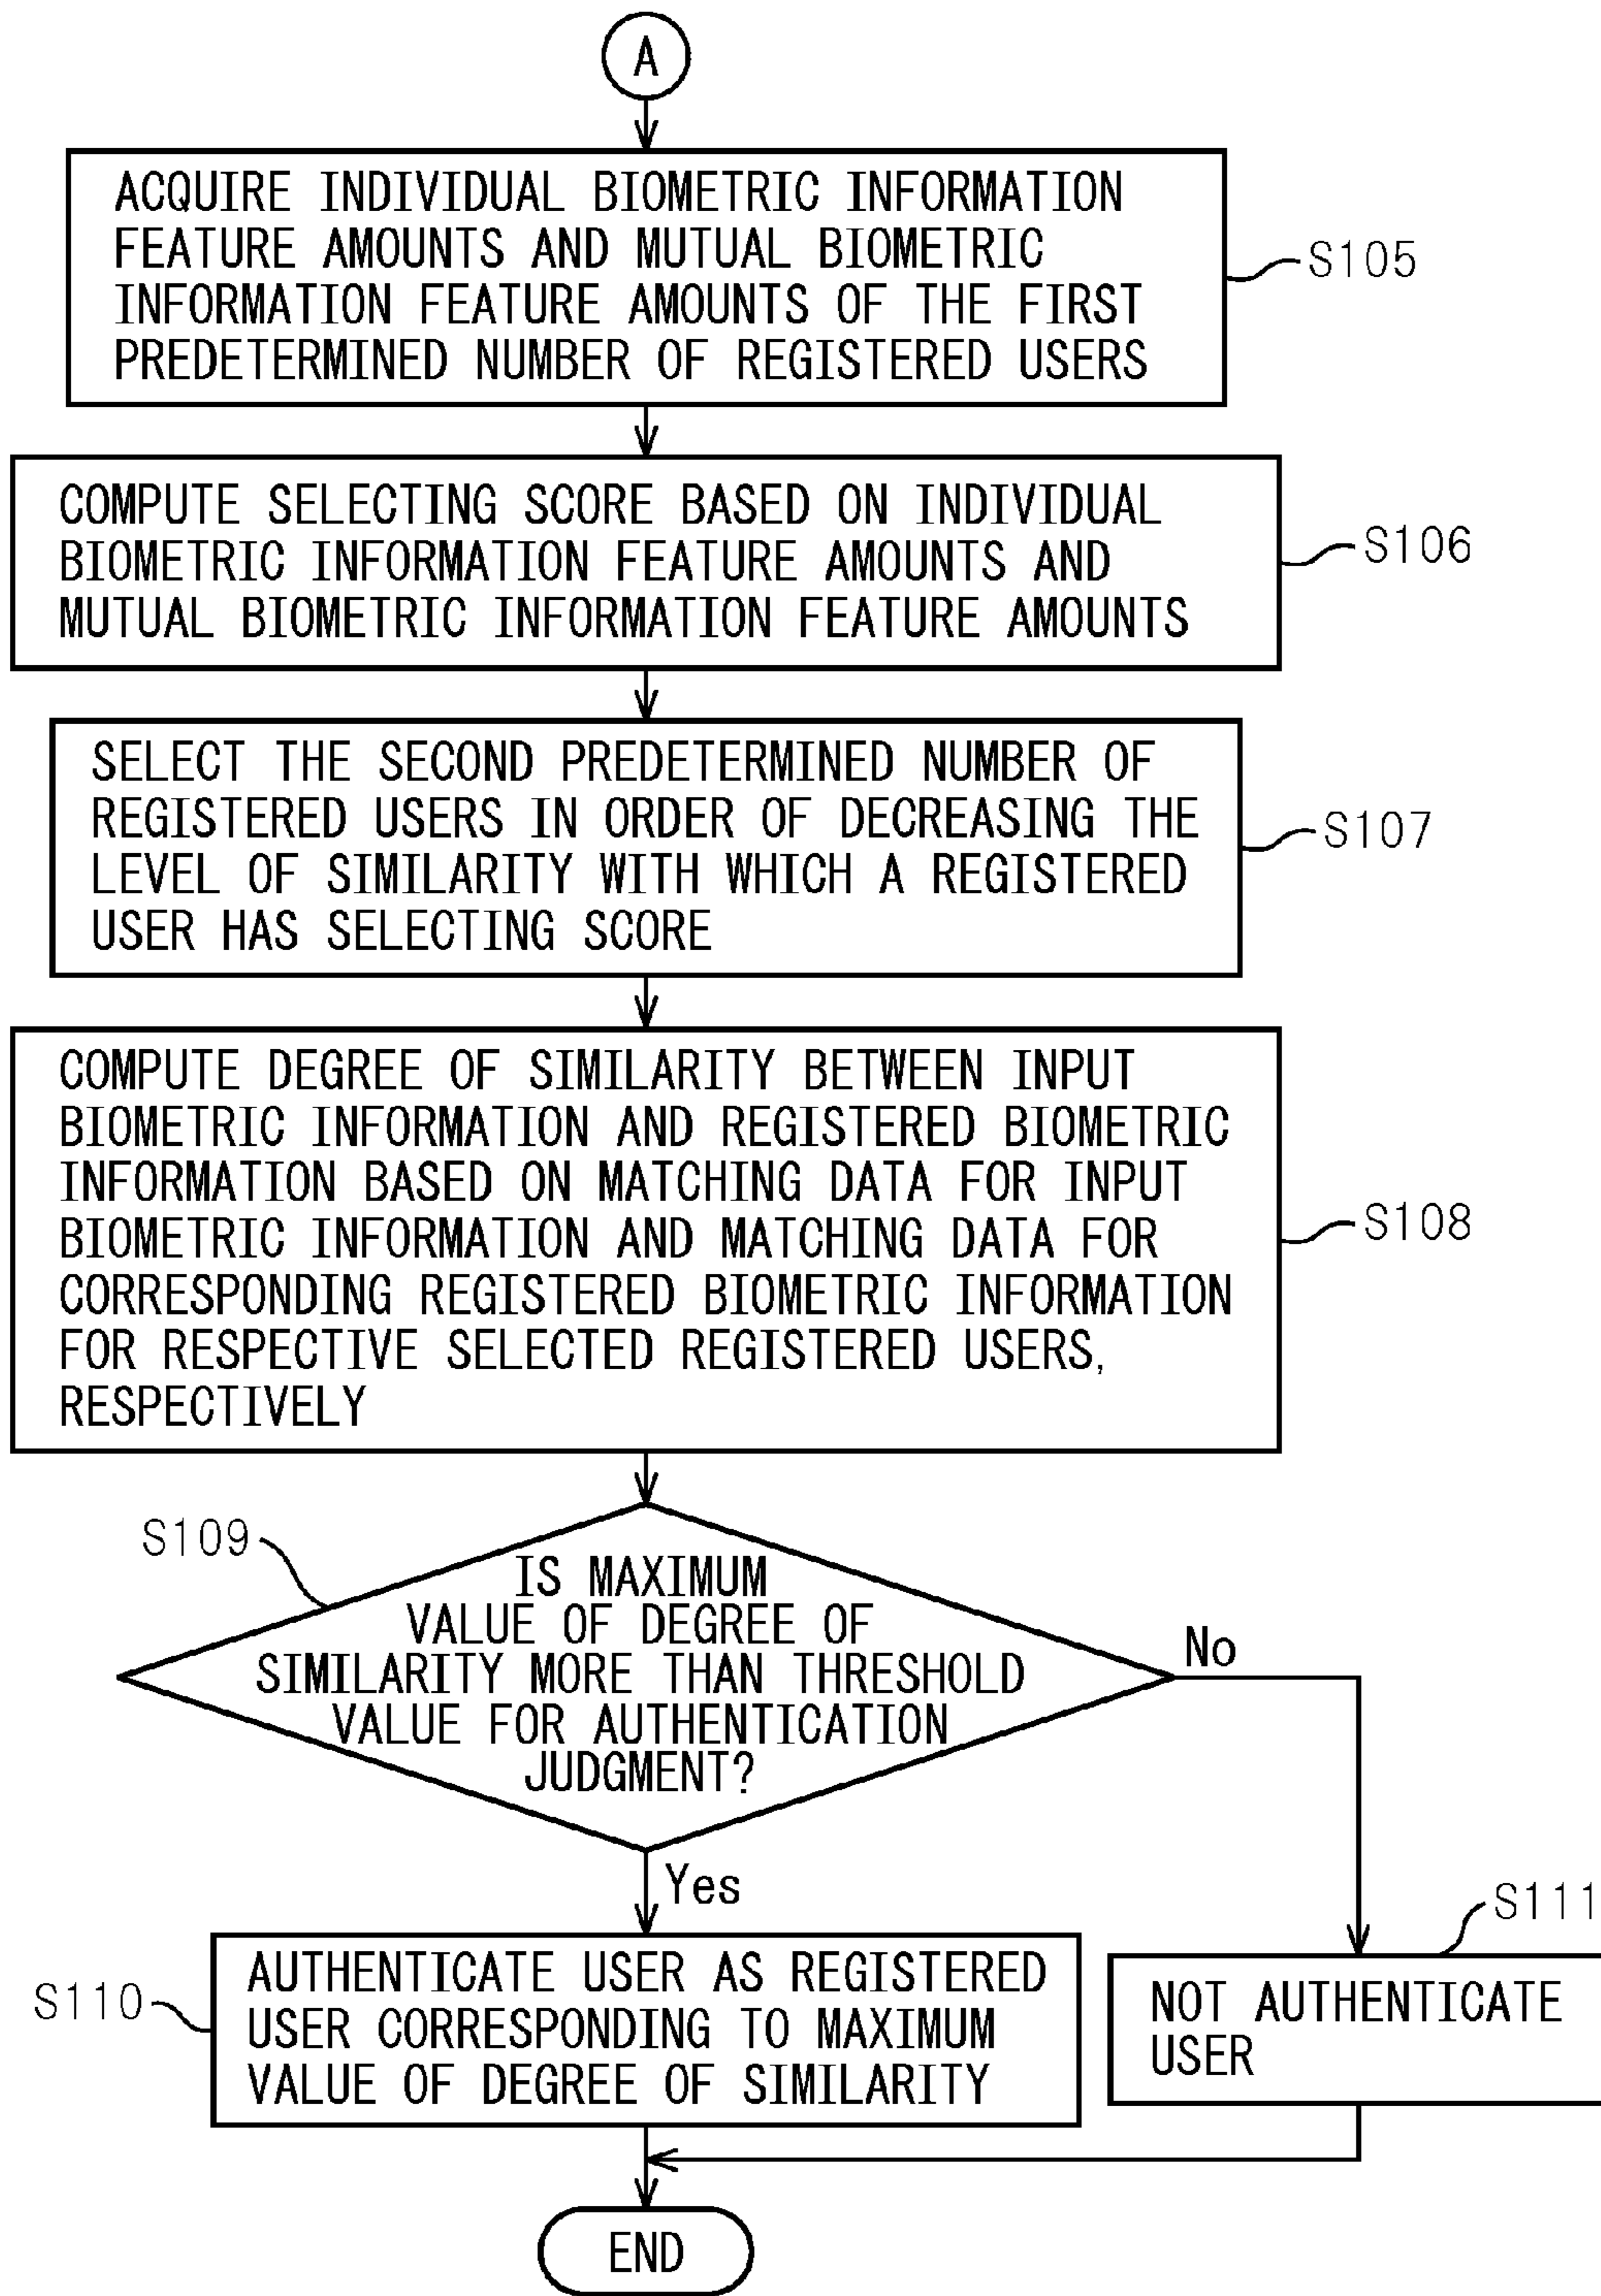 A
ACQUIRE INDIVIDUAL BIOMETRIC INFORMATION
FEATURE AMOUNTS AND MUTUAL BIOMETRIC
INFORMATION FEATURE AMOUNTS OF THE FIRST
PREDETERMINED NUMBER OF REGISTERED USERS
S105
COMPUTE SELECTING SCORE BASED ON INDIVIDUAL
BIOMETRIC INFORMATION FEATURE AMOUNTS AND
MUTUAL BIOMETRIC INFORMATION FEATURE AMOUNTS
S106
SELECT THE SECOND PREDETERMINED NUMBER OF
REGISTERED USERS IN ORDER OF DECREASING THE
LEVEL OF SIMILARITY WITH WHICH A REGISTERED
USER HAS SELECTING SCORE
S107
COMPUTE DEGREE OF SIMILARITY BETWEEN INPUT
BIOMETRIC INFORMATION AND REGISTERED BIOMETRIC
INFORMATION BASED ON MATCHING DATA FOR INPUT
BIOMETRIC INFORMATION AND MATCHING DATA FOR
CORRESPONDING REGISTERED BIOMETRIC INFORMATION
FOR RESPECTIVE SELECTED REGISTERED USERS,
RESPECTIVELY
S108
S109
IS MAXIMUM
VALUE OF DEGREE OF
SIMILARITY MORE THAN THRESHOLD
VALUE FOR AUTHENTICATION
JUDGMENT?
No
Yes
S110
AUTHENTICATE USER AS REGISTERED
USER CORRESPONDING TO MAXIMUM
VALUE OF DEGREE OF SIMILARITY
S111
NOT AUTHENTICATE
USER
END